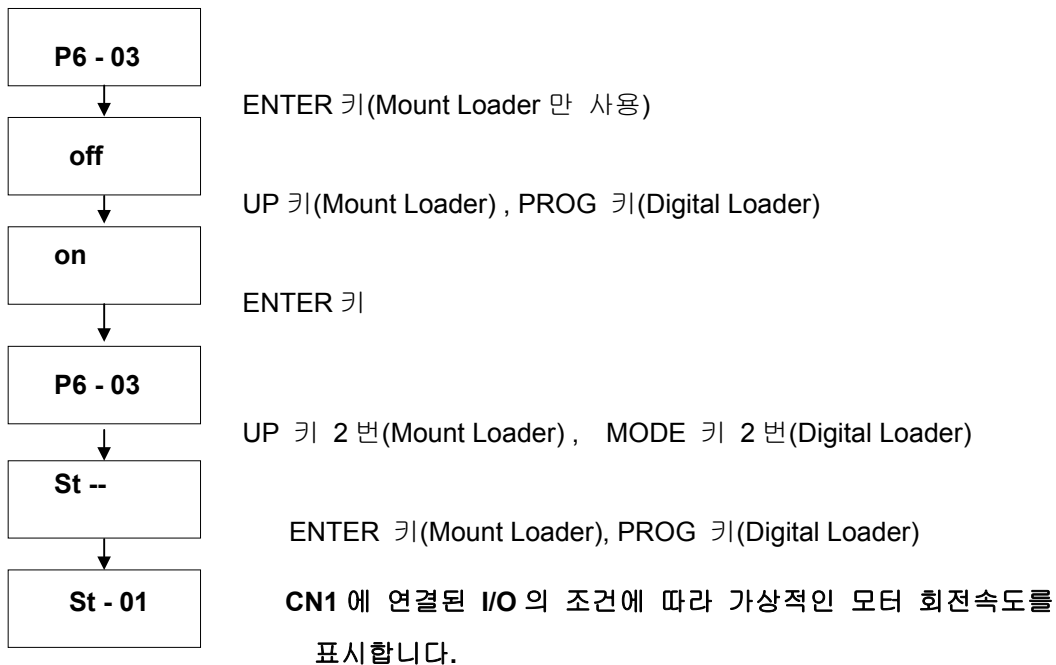 P6 - 03
ENTER 키(Mount Loader 만 사용)
off
UP 키(Mount Loader) , PROG 키(Digital Loader)
on
ENTER 키
P6 - 03
UP 키 2 번(Mount Loader) , MODE 키 2 번(Digital Loader)
St --
ENTER 키(Mount Loader), PROG 키(Digital Loader)
St - 01
CN1 에 연결된 I/O 의 조건에 따라 가상적인 모터 회전속도를
표시합니다.